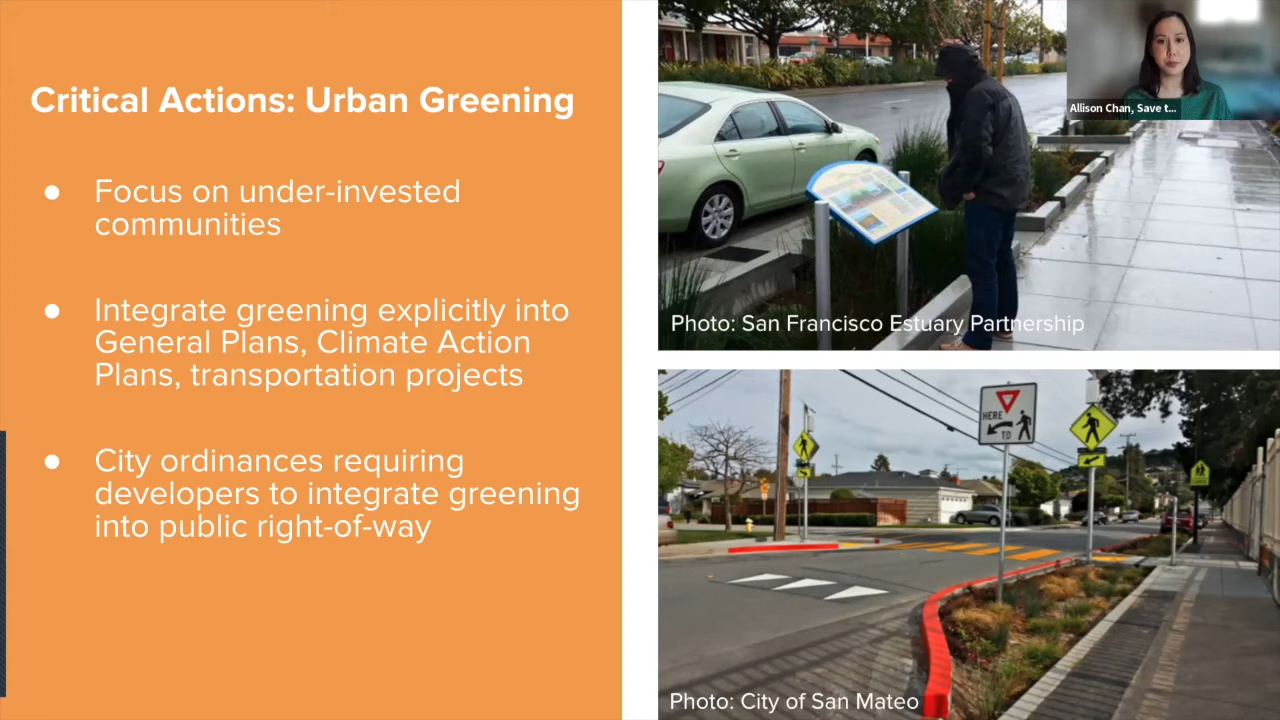 Critical Actions: Urban Greening
● Focus on under-invested
communities
● Integrate greening explicitly into
General Plans, Climate Action
Plans, transportation projects
● City ordinances requiring
developers to integrate greening
into public right-of-way
Allison Chan, Save t...
Photo: San Francisco Estuary Partnership
HERE
TO
Photo: City of San Mateo